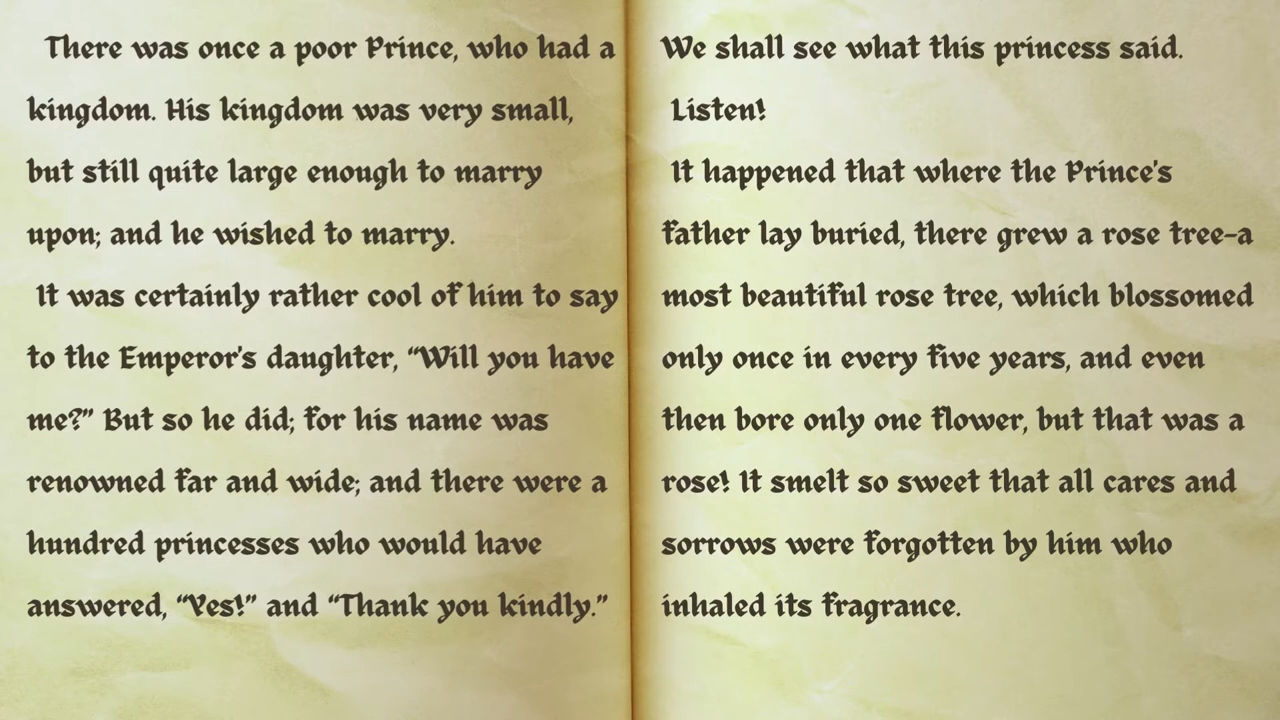 There was once a poor Prince, who had a
kingdom. His kingdom was very small,
but still quite large enough to marry
upon; and he wished to marry.
It was certainly rather cool of him to say
to the Emperor's daughter, “Will you have
me?” But so he did; for his name was
renowned far and wide; and there were a
hundred princesses who would have
answered, “Yes!” and “Thank you kindly.”
We shall see what this princess said.
Listen!
It happened that where the Prince's
father lay buried, there grew a rose tree–a
most beautiful rose tree, which blossomed
only once in every five years, and even
then bore only one flower, but that was a
rose! It smelt so sweet that all cares and
sorrows were forgotten by him who
inhaled its fragrance.